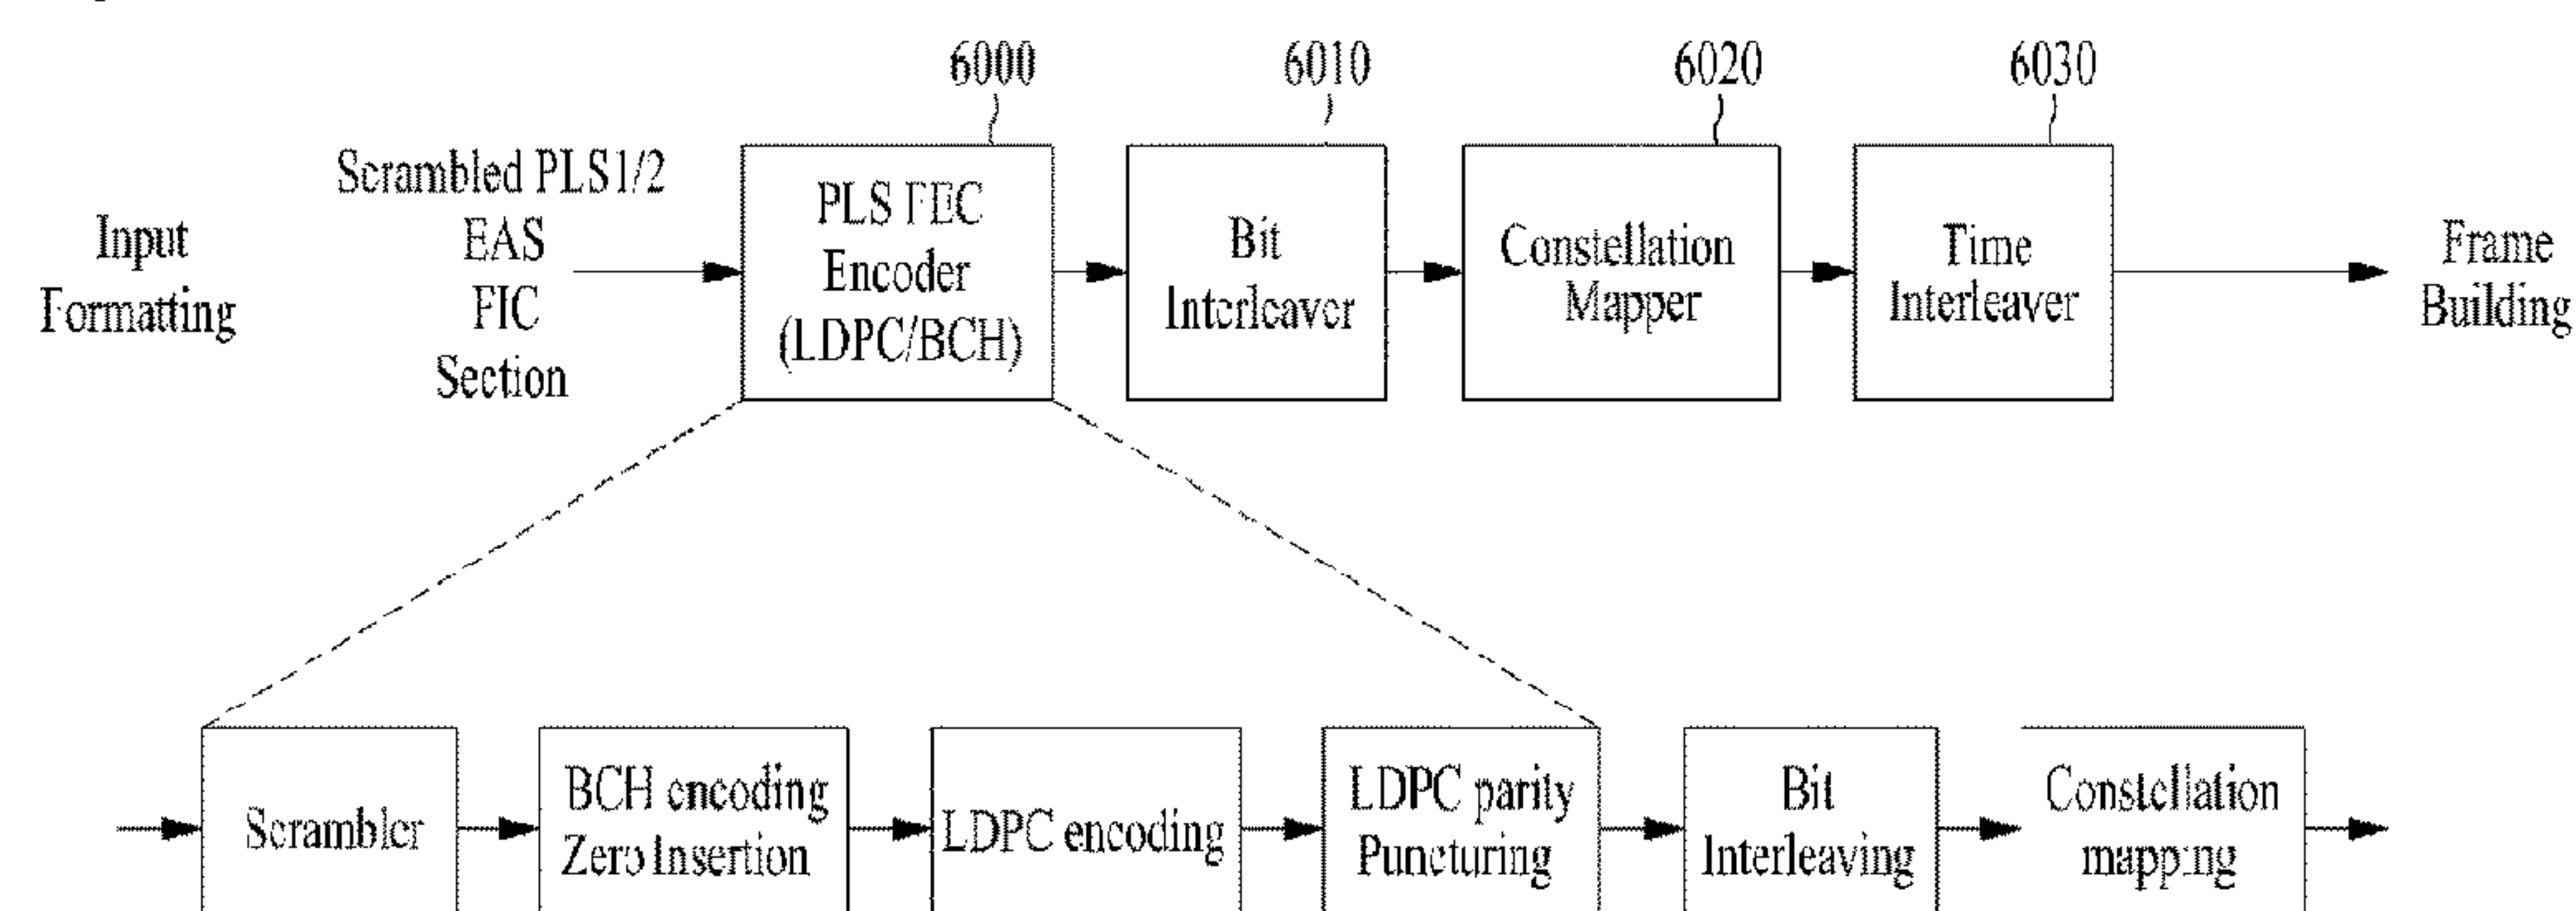 6000
6010
6020
6030
Input
Formatting
Scrambled PLS1/2
EAS
FIC
Section
PLS FEC
Encoder
(LDPC/BCH)
Bit
Interleaver
Constellation
Mapper
Time
Interleaver
Frame
Building
Scrambler
BCH encoding
Zero Insertion
LDPC encoding
LDPC parity
Puncturing
Bit
Interleaving
Constellation
mapping